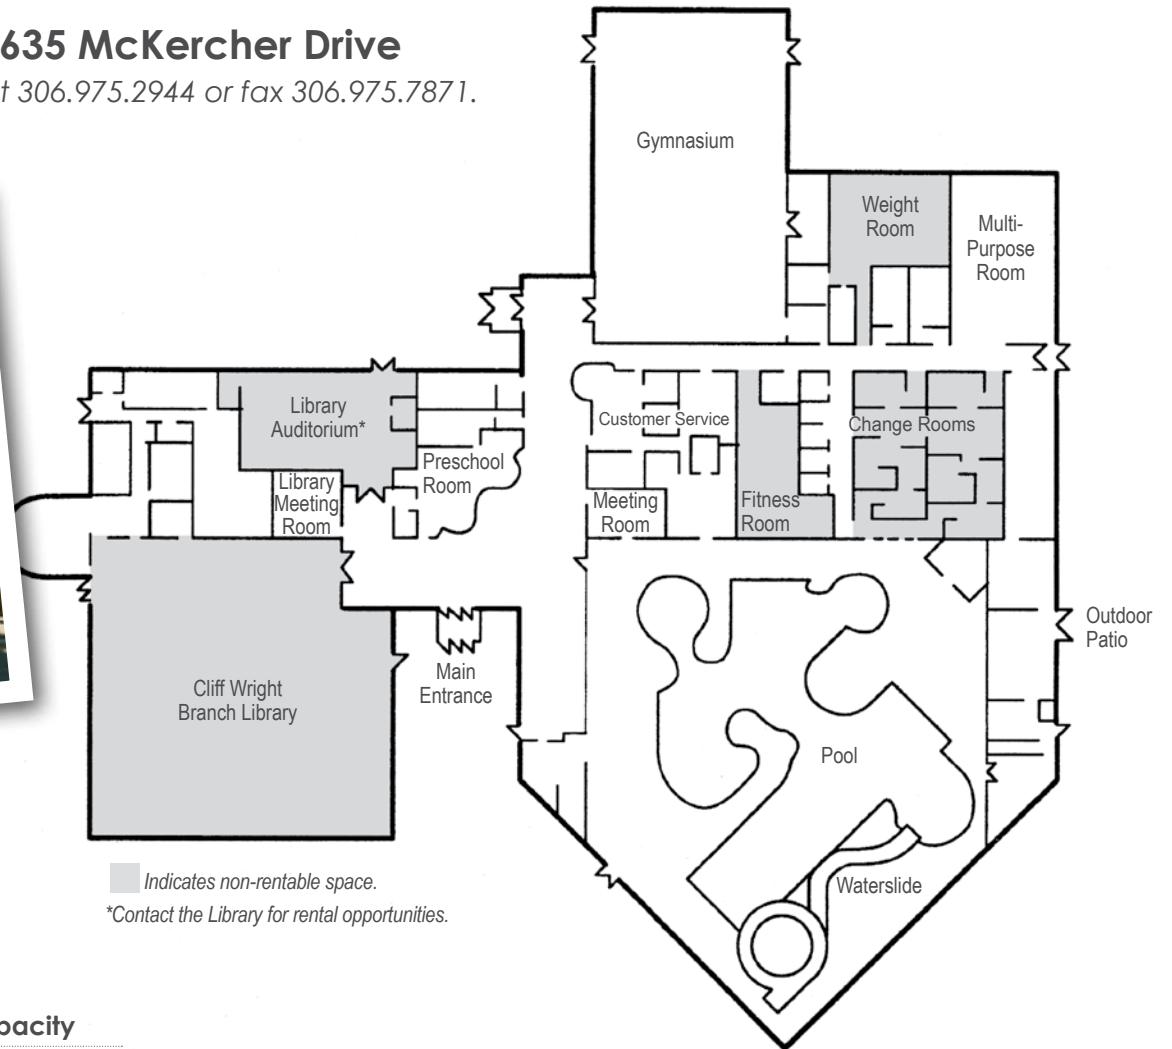 635 McKercher Drive
t 306.975.2944 or fax 306.975.7871.
Gymnasium
Weight
Room
Multi-
Purpose
Room
Library
Auditorium*
Customer Service
Change Rooms
Preschool
Room
Library
Meeting
Room
Meeting
Room
Fitness
Room
Outdoor
Patio
Main
Entrance
Cliff Wright
Branch Library
Pool
Waterslide
Indicates non-rentable space.
*Contact the Library for rental opportunities.
pacity